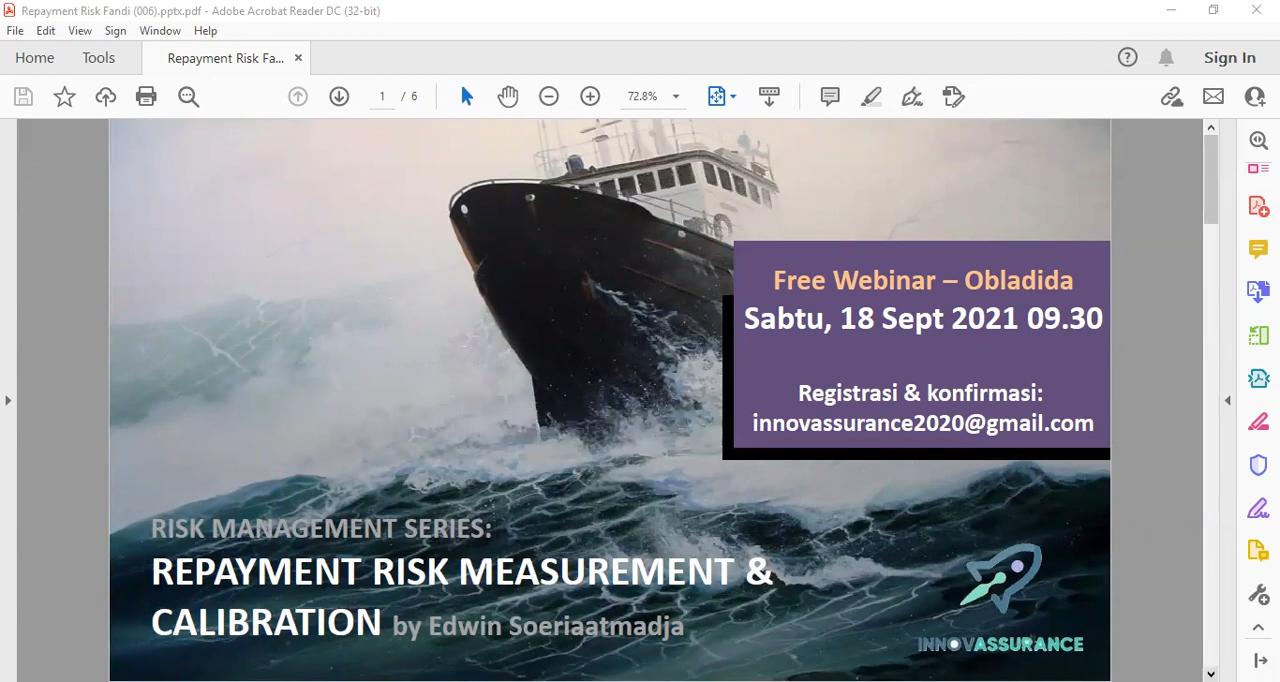 Repayment Risk Fandi (006).pptx.pdf - Adobe Acrobat Reader DC (32-bit)
File Edit View Sign Window Help
Home Tools Repayment Risk Fa... × Sign In
1 / 6 72.8%
Free Webinar – Obladida
Sabtu, 18 Sept 2021 09.30
Registrasi & konfirmasi:
innovassurance2020@gmail.com
RISK MANAGEMENT SERIES:
REPAYMENT RISK MEASUREMENT &
CALIBRATION by Edwin Soeriaatmadja
INNOVASSURANCE